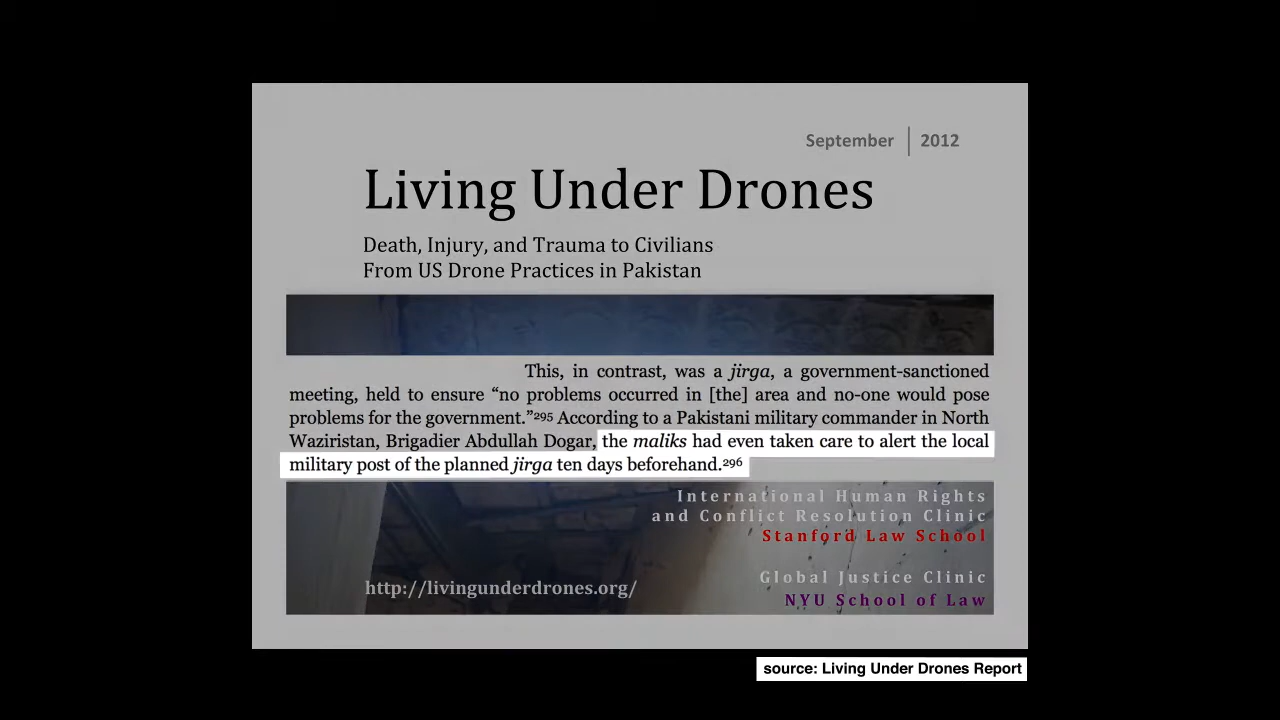 September | 2012
Living Under Drones
Death, Injury, and Trauma to Civilians
From US Drone Practices in Pakistan
This, in contrast, was a jirga, a government-sanctioned
meeting, held to ensure “no problems occurred in [the] area and no-one would pose
problems for the government.”295 According to a Pakistani military commander in North
Waziristan, Brigadier Abdullah Dogar, the maliks had even taken care to alert the local
military post of the planned jirga ten days beforehand.296
International Human Rights
and Conflict Resolution Clinic
Stanford Law School
http://livingunderdrones.org/
Global Justice Clinic
NYU School of Law
source: Living Under Drones Report